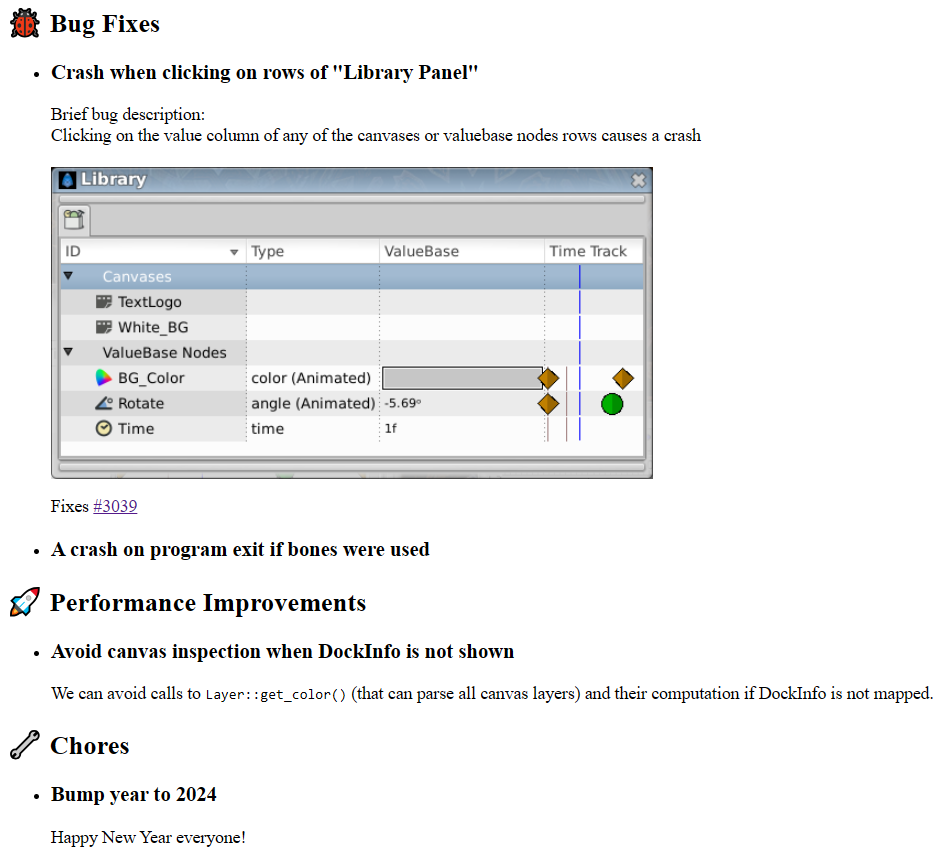 Bug Fixes
Crash when clicking on rows of "Library Panel"
Brief bug description:
Clicking on the value column of any of the canvases or valuebase nodes rows causes a crash
Library
ID Type ValueBase Time Track
Canvases
TextLogo
White_BG
ValueBase Nodes
BG_Color color (Animated)
Rotate angle (Animated) -5.69°
Time time 1f
Fixes #3039
A crash on program exit if bones were used
Performance Improvements
Avoid canvas inspection when DockInfo is not shown
We can avoid calls to Layer::get_color() (that can parse all canvas layers) and their computation if DockInfo is not mapped.
Chores
Bump year to 2024
Happy New Year everyone!